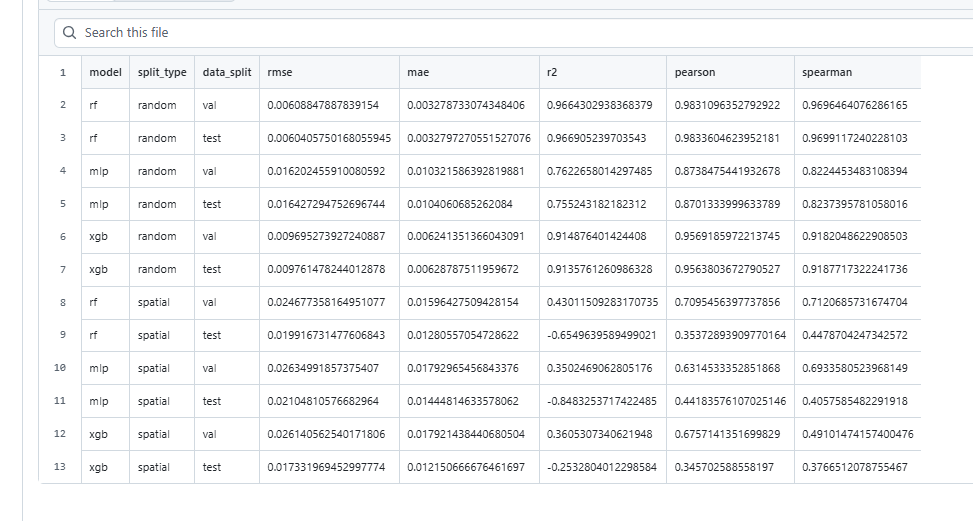 Search this file
1 model split_type data_split rmse mae r2 pearson spearman
2 rf random val 0.00608847887839154 0.003278733074348406 0.9664302938368379 0.9831096352792922 0.9696464076286165
3 rf random test 0.0060405750168055945 0.0032797270551527076 0.966905239703543 0.9833604623952181 0.9699117240228103
4 mlp random val 0.016202455910080592 0.010321586392819881 0.7622658014297485 0.8738475441932678 0.8224453483108394
5 mlp random test 0.016427294752696744 0.0104060685262084 0.755243182182312 0.8701333999633789 0.8237395781058016
6 xgb random val 0.009695273927240887 0.006241351366043091 0.914876401424408 0.9569185972213745 0.9182048622908503
7 xgb random test 0.009761478244012878 0.00628787511959672 0.9135761260986328 0.9563803672790527 0.9187717322241736
8 rf spatial val 0.024677358164951077 0.01596427509428154 0.43011509283170735 0.7095456397737856 0.7120685731674704
9 rf spatial test 0.019916731477606843 0.01280557054728622 -0.6549639589499021 0.35372893909770164 0.4478704247342572
10 mlp spatial val 0.02634991857375407 0.01792965456843376 0.3502469062805176 0.6314533352851868 0.6933580523968149
11 mlp spatial test 0.02104810576682964 0.01444814633578062 -0.8483253717422485 0.44183576107025146 0.4057585482291918
12 xgb spatial val 0.026140562540171806 0.017921438440680504 0.3605307340621948 0.6757141351699829 0.49101474157400476
13 xgb spatial test 0.017331969452997774 0.012150666676461697 -0.2532804012298584 0.345702588558197 0.3766512078755467